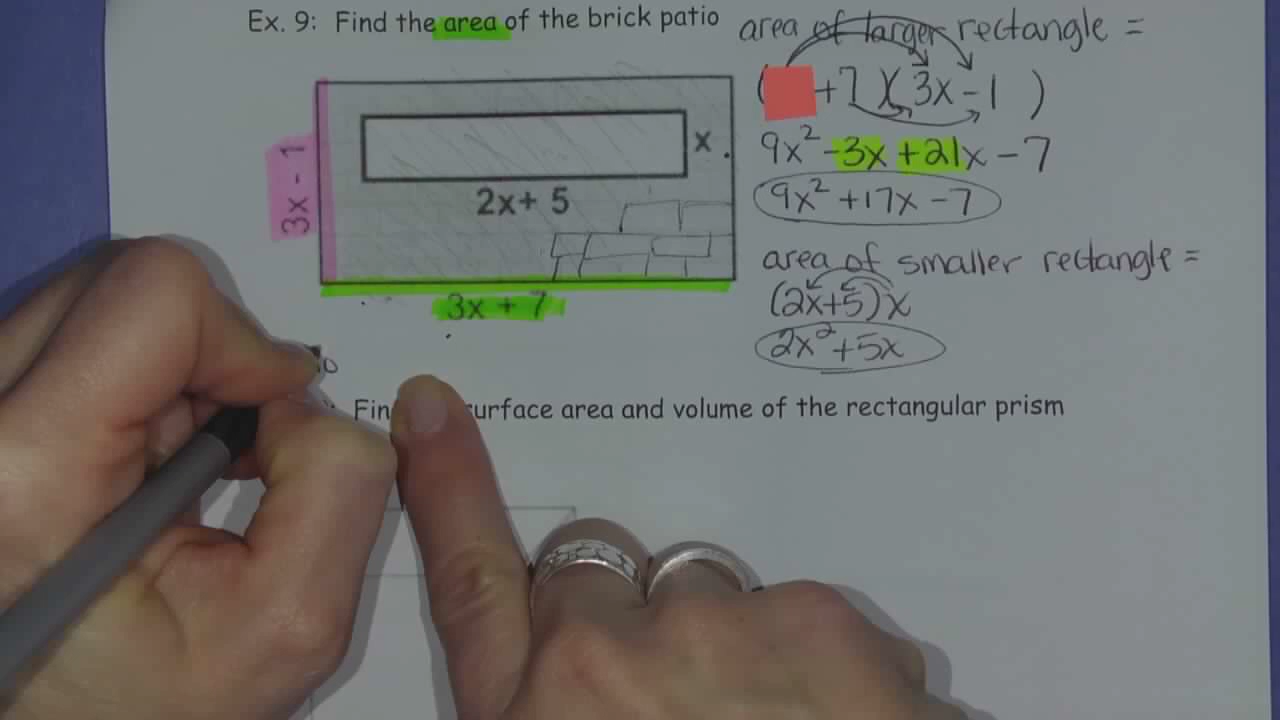 Ex. 9: Find the area of the brick patio
area of larger rectangle =
( +7)(3x-1)
9x² -3x +21x -7
9x² +17x -7
3x - 1
x
2x+ 5
3x + 7
area of smaller rectangle =
(2x+5)x
2x² +5x
surface area and volume of the rectangular prism